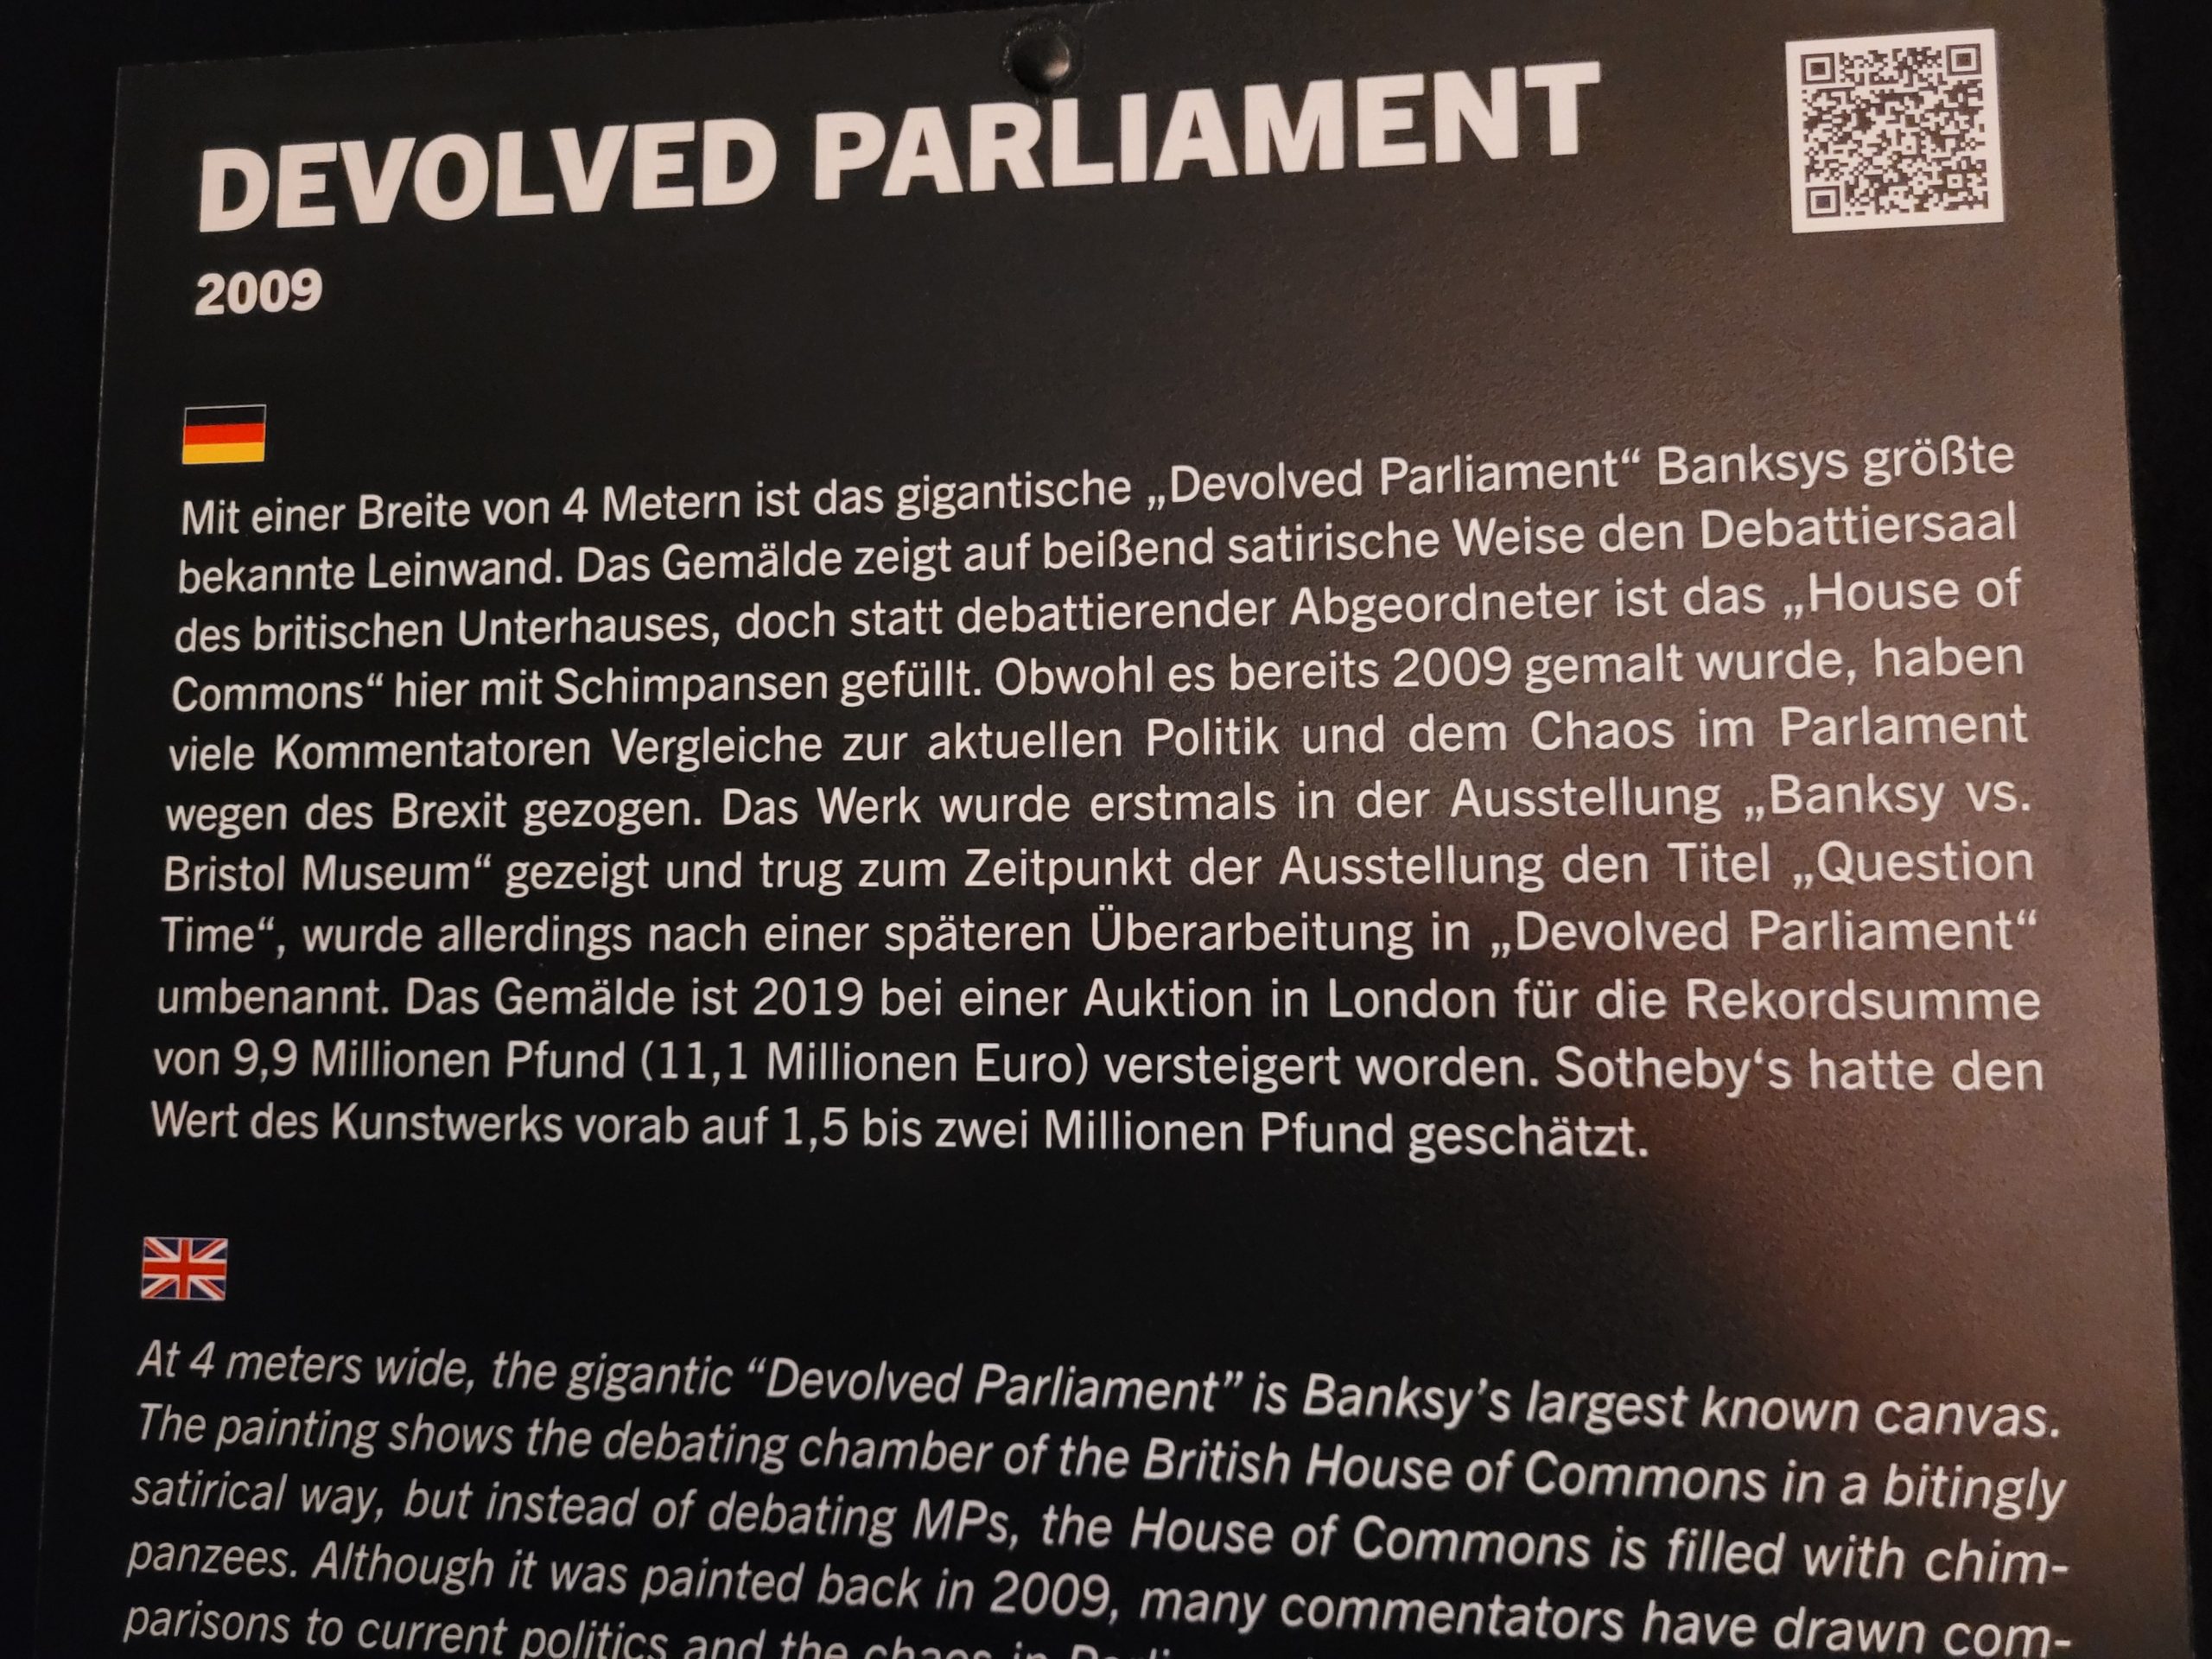 DEVOLVED PARLIAMENT
2009
Mit einer Breite von 4 Metern ist das gigantische „Devolved Parliament“ Banksys größte
bekannte Leinwand. Das Gemälde zeigt auf beißend satirische Weise den Debattiersaal
des britischen Unterhauses, doch statt debattierender Abgeordneter ist das „House of
Commons“ hier mit Schimpansen gefüllt. Obwohl es bereits 2009 gemalt wurde, haben
viele Kommentatoren Vergleiche zur aktuellen Politik und dem Chaos im Parlament
wegen des Brexit gezogen. Das Werk wurde erstmals in der Ausstellung „Banksy vs.
Bristol Museum“ gezeigt und trug zum Zeitpunkt der Ausstellung den Titel „Question
Time“, wurde allerdings nach einer späteren Überarbeitung in „Devolved Parliament“
umbenannt. Das Gemälde ist 2019 bei einer Auktion in London für die Rekordsumme
von 9,9 Millionen Pfund (11,1 Millionen Euro) versteigert worden. Sotheby‘s hatte den
Wert des Kunstwerks vorab auf 1,5 bis zwei Millionen Pfund geschätzt.
At 4 meters wide, the gigantic “Devolved Parliament” is Banksy’s largest known canvas.
The painting shows the debating chamber of the British House of Commons in a bitingly
satirical way, but instead of debating MPs, the House of Commons is filled with chim-
panzees. Although it was painted back in 2009, many commentators have drawn com-
parisons to current politics and the chaos in